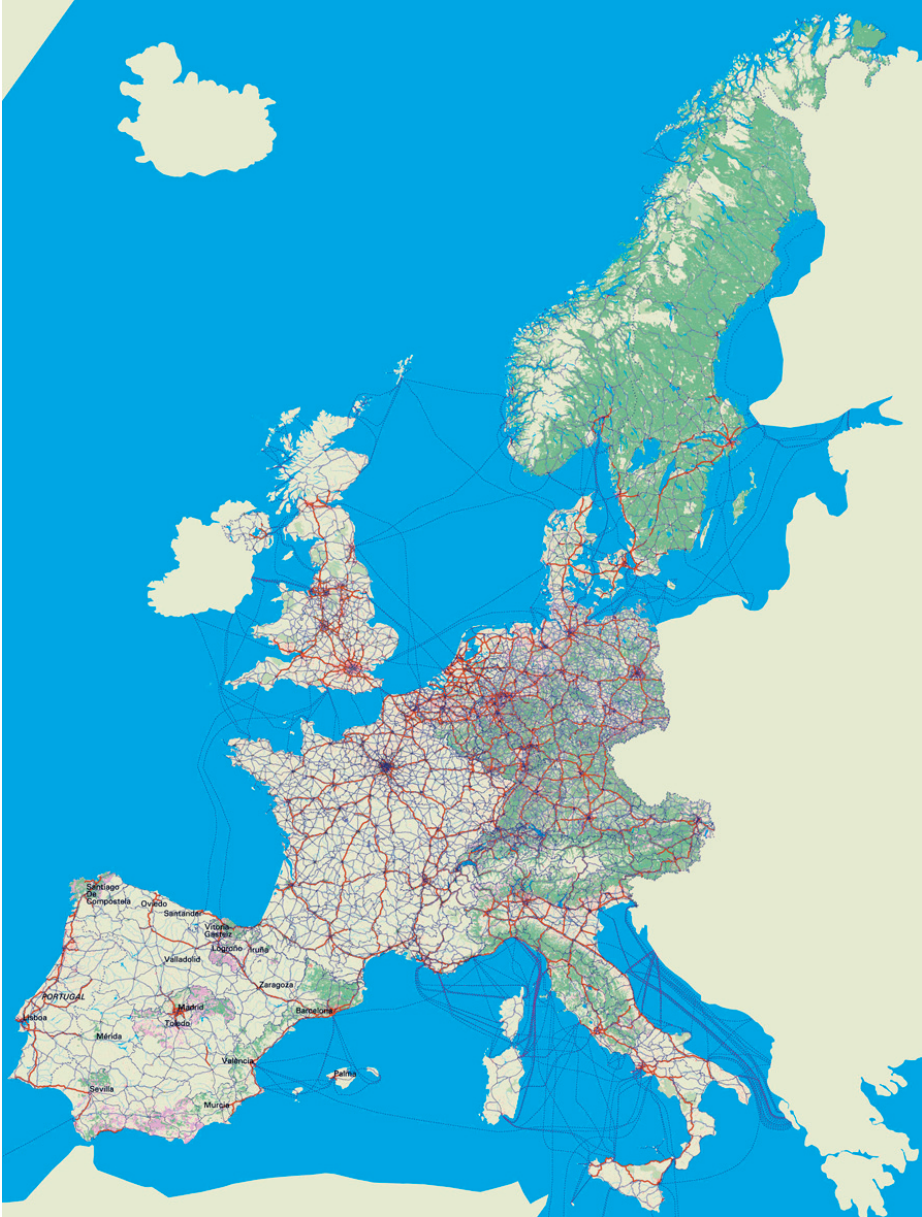 Santiago
De
Compostela
Oviedo
Santander
Vitoria
Gasteiz
Logroño
Iruña
Valladolid
Zaragoza
Barcelona
PORTUGAL
Madrid
Lisboa
Toledo
Mérida
València
Palma
Sevilla
Murcia